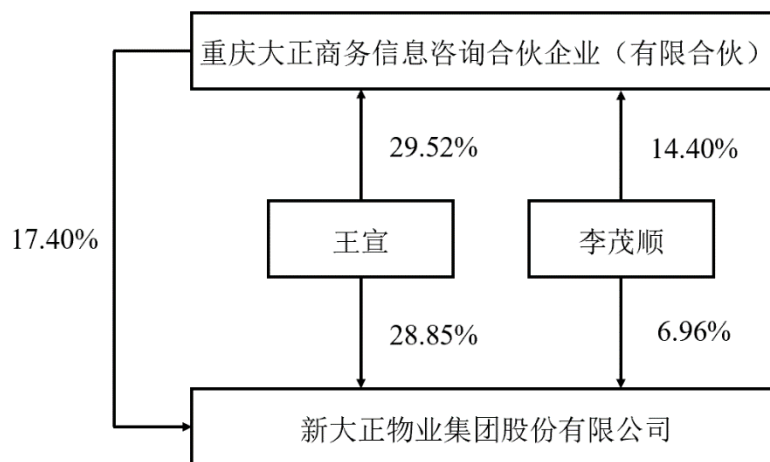 重庆大正商务信息咨询合伙企业（有限合伙）
29.52%
14.40%
王宣
李茂顺
17.40%
28.85%
6.96%
新大正物业集团股份有限公司